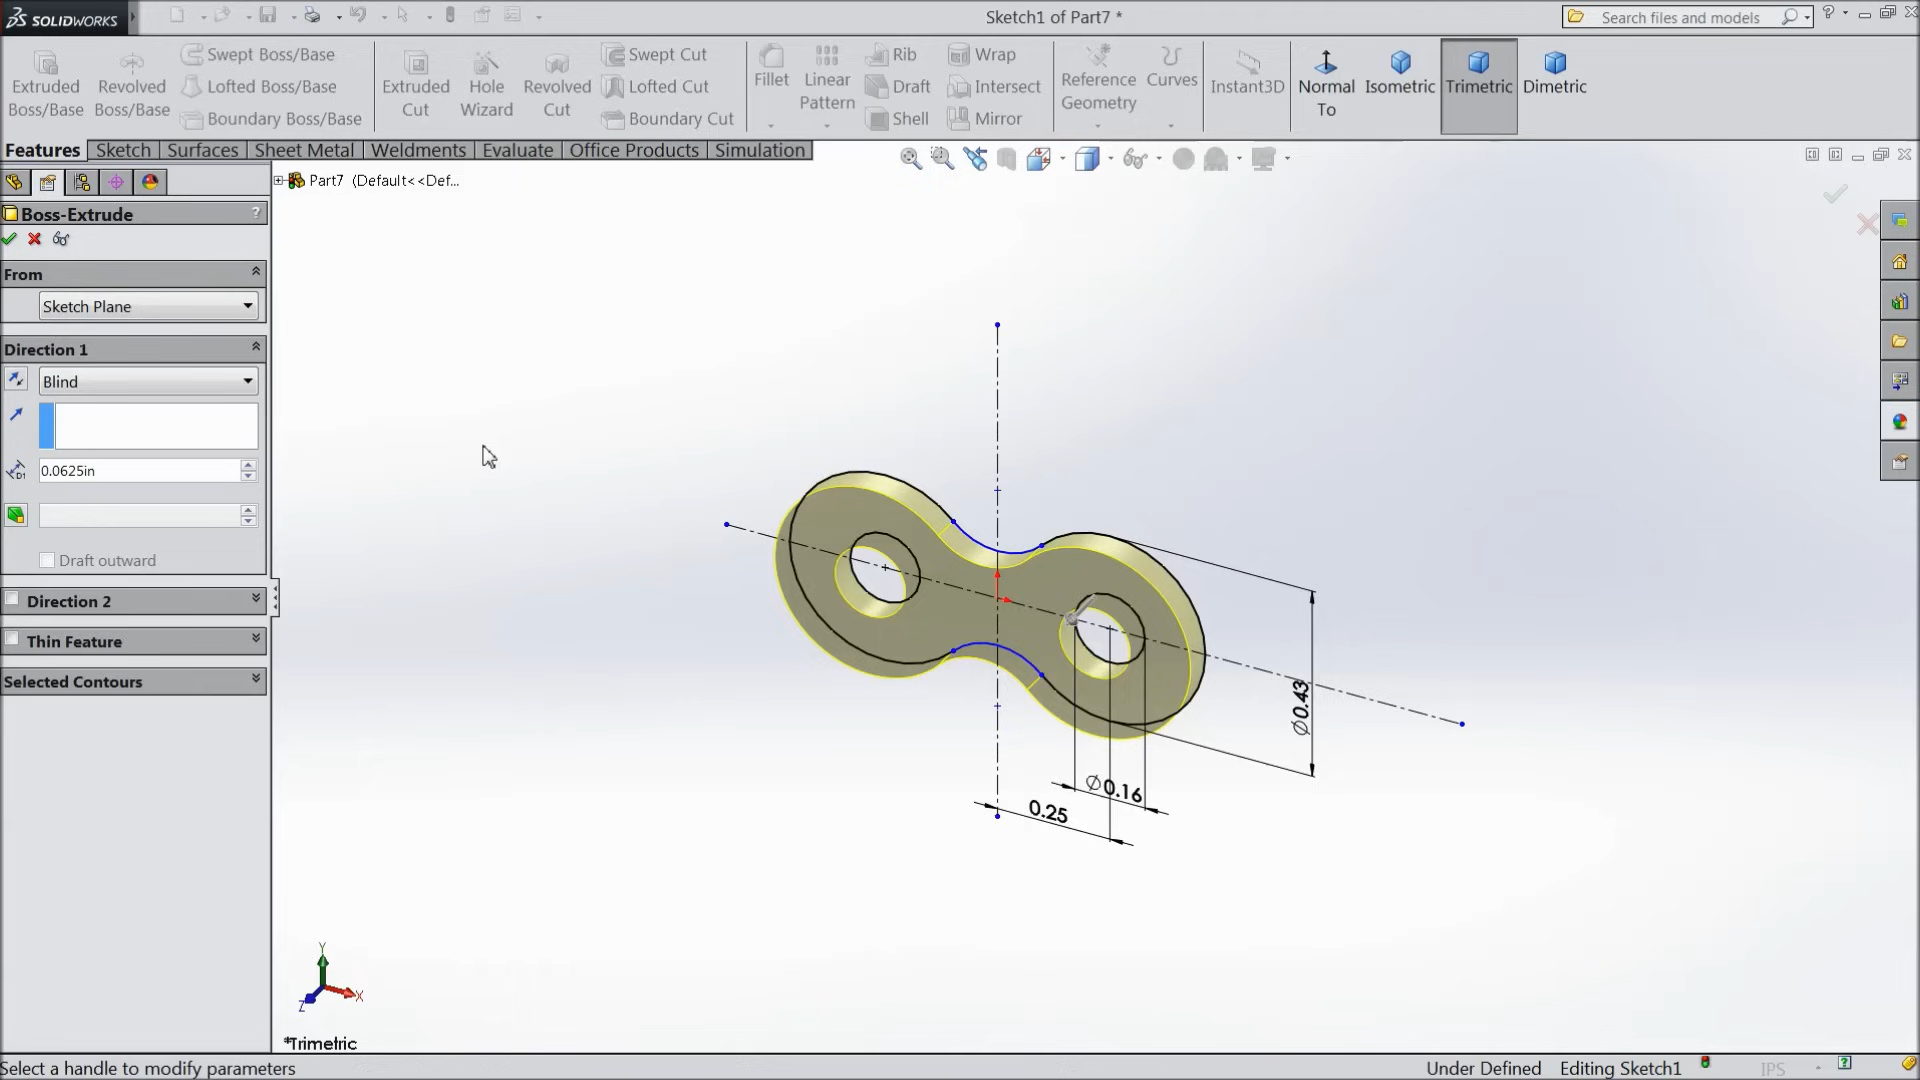 SOLIDWORKS
Sketch1 of Part7 *
Search files and models
?
Extruded Boss/Base
Revolved Boss/Base
Swept Boss/Base
Lofted Boss/Base
Boundary Boss/Base
Extruded Cut
Hole Wizard
Revolved Cut
Swept Cut
Lofted Cut
Boundary Cut
Fillet
Linear Pattern
Rib
Draft
Shell
Wrap
Intersect
Mirror
Reference Geometry
Curves
Instant3D
Normal To
Isometric
Trimetric
Dimetric
Features
Sketch
Surfaces
Sheet Metal
Weldments
Evaluate
Office Products
Simulation
Part7 (Default<<Def...
Boss-Extrude
?
From
Sketch Plane
Direction 1
Blind
D1
0.0625in
Draft outward
Direction 2
Thin Feature
Selected Contours
Ø0.43
Ø0.16
0.25
Y
X
Z
*Trimetric
Select a handle to modify parameters
Under Defined
Editing Sketch1
IPS
?